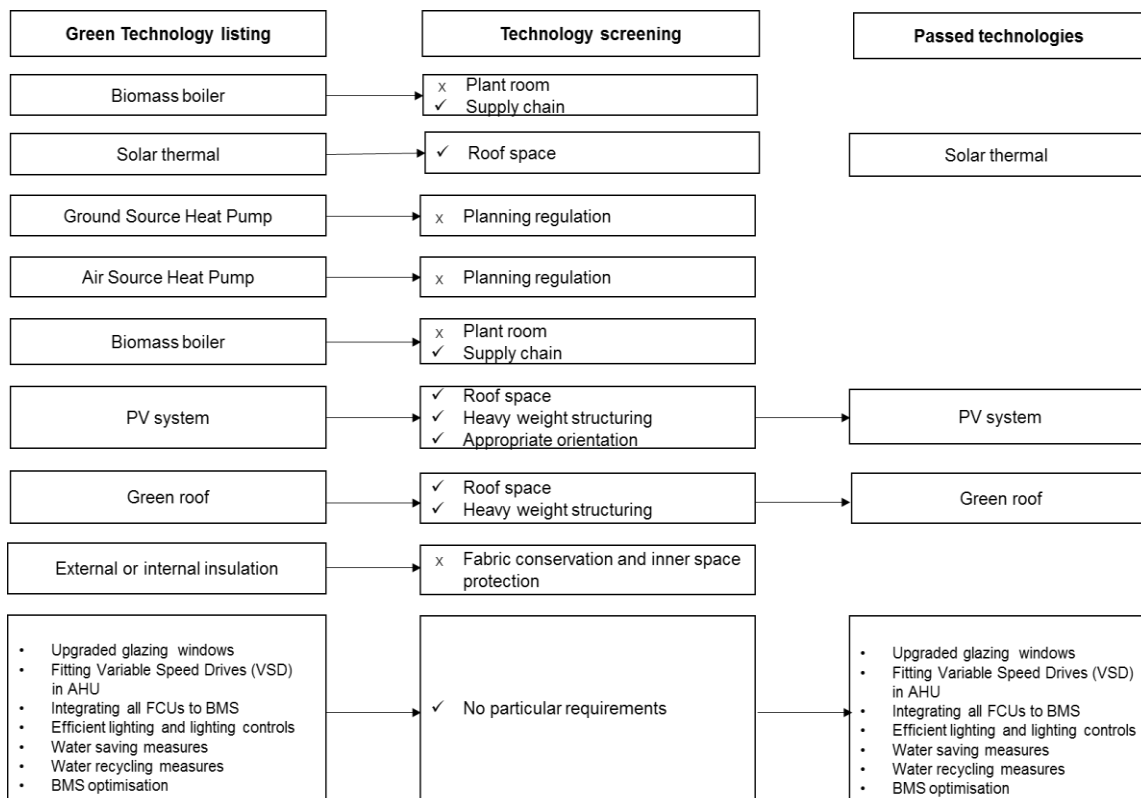 Green Technology listing
Technology screening
Passed technologies
Biomass boiler
x Plant room
✓ Supply chain
Solar thermal
✓ Roof space
Solar thermal
Ground Source Heat Pump
x Planning regulation
Air Source Heat Pump
x Planning regulation
Biomass boiler
x Plant room
✓ Supply chain
PV system
✓ Roof space
✓ Heavy weight structuring
✓ Appropriate orientation
PV system
Green roof
✓ Roof space
✓ Heavy weight structuring
Green roof
External or internal insulation
x Fabric conservation and inner space
protection
• Upgraded glazing windows
• Fitting Variable Speed Drives (VSD)
in AHU
• Integrating all FCUs to BMS
• Efficient lighting and lighting controls
• Water saving measures
• Water recycling measures
• BMS optimisation
✓ No particular requirements
• Upgraded glazing windows
• Fitting Variable Speed Drives (VSD)
in AHU
• Integrating all FCUs to BMS
• Efficient lighting and lighting controls
• Water saving measures
• Water recycling measures
• BMS optimisation